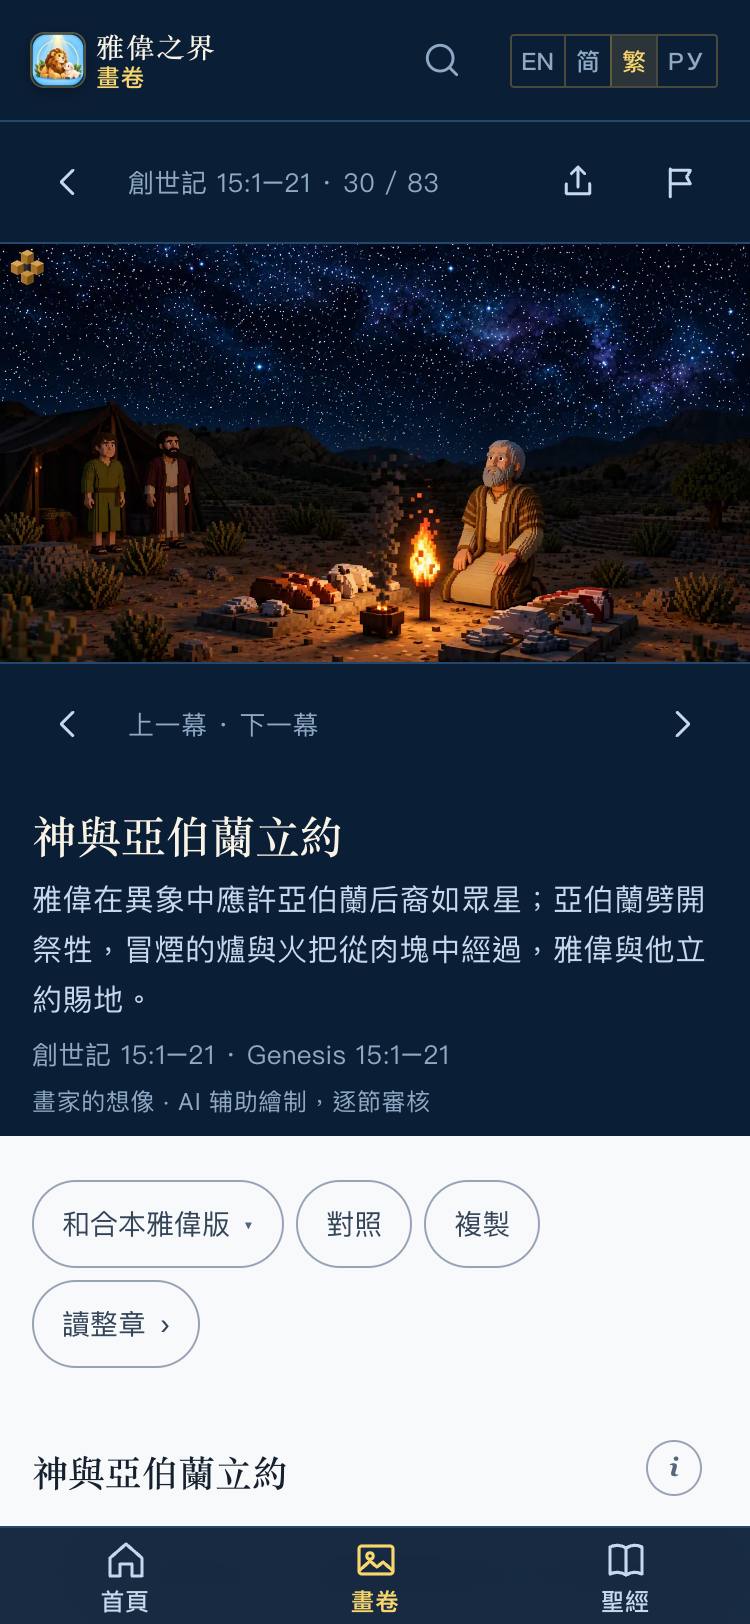 雅偉之界
畫卷
EN 简 繁 РУ
創世記 15:1–21 · 30 / 83
上一幕 · 下一幕
神與亞伯蘭立約
雅偉在異象中應許亞伯蘭后裔如眾星；亞伯蘭劈開
祭牲，冒煙的爐與火把從肉塊中經過，雅偉與他立
約賜地。
創世記 15:1–21 · Genesis 15:1–21
畫家的想像 · AI 辅助繪制，逐節審核
和合本雅偉版 ▾ 對照 複製
讀整章 ›
神與亞伯蘭立約
i
首頁 畫卷 聖經